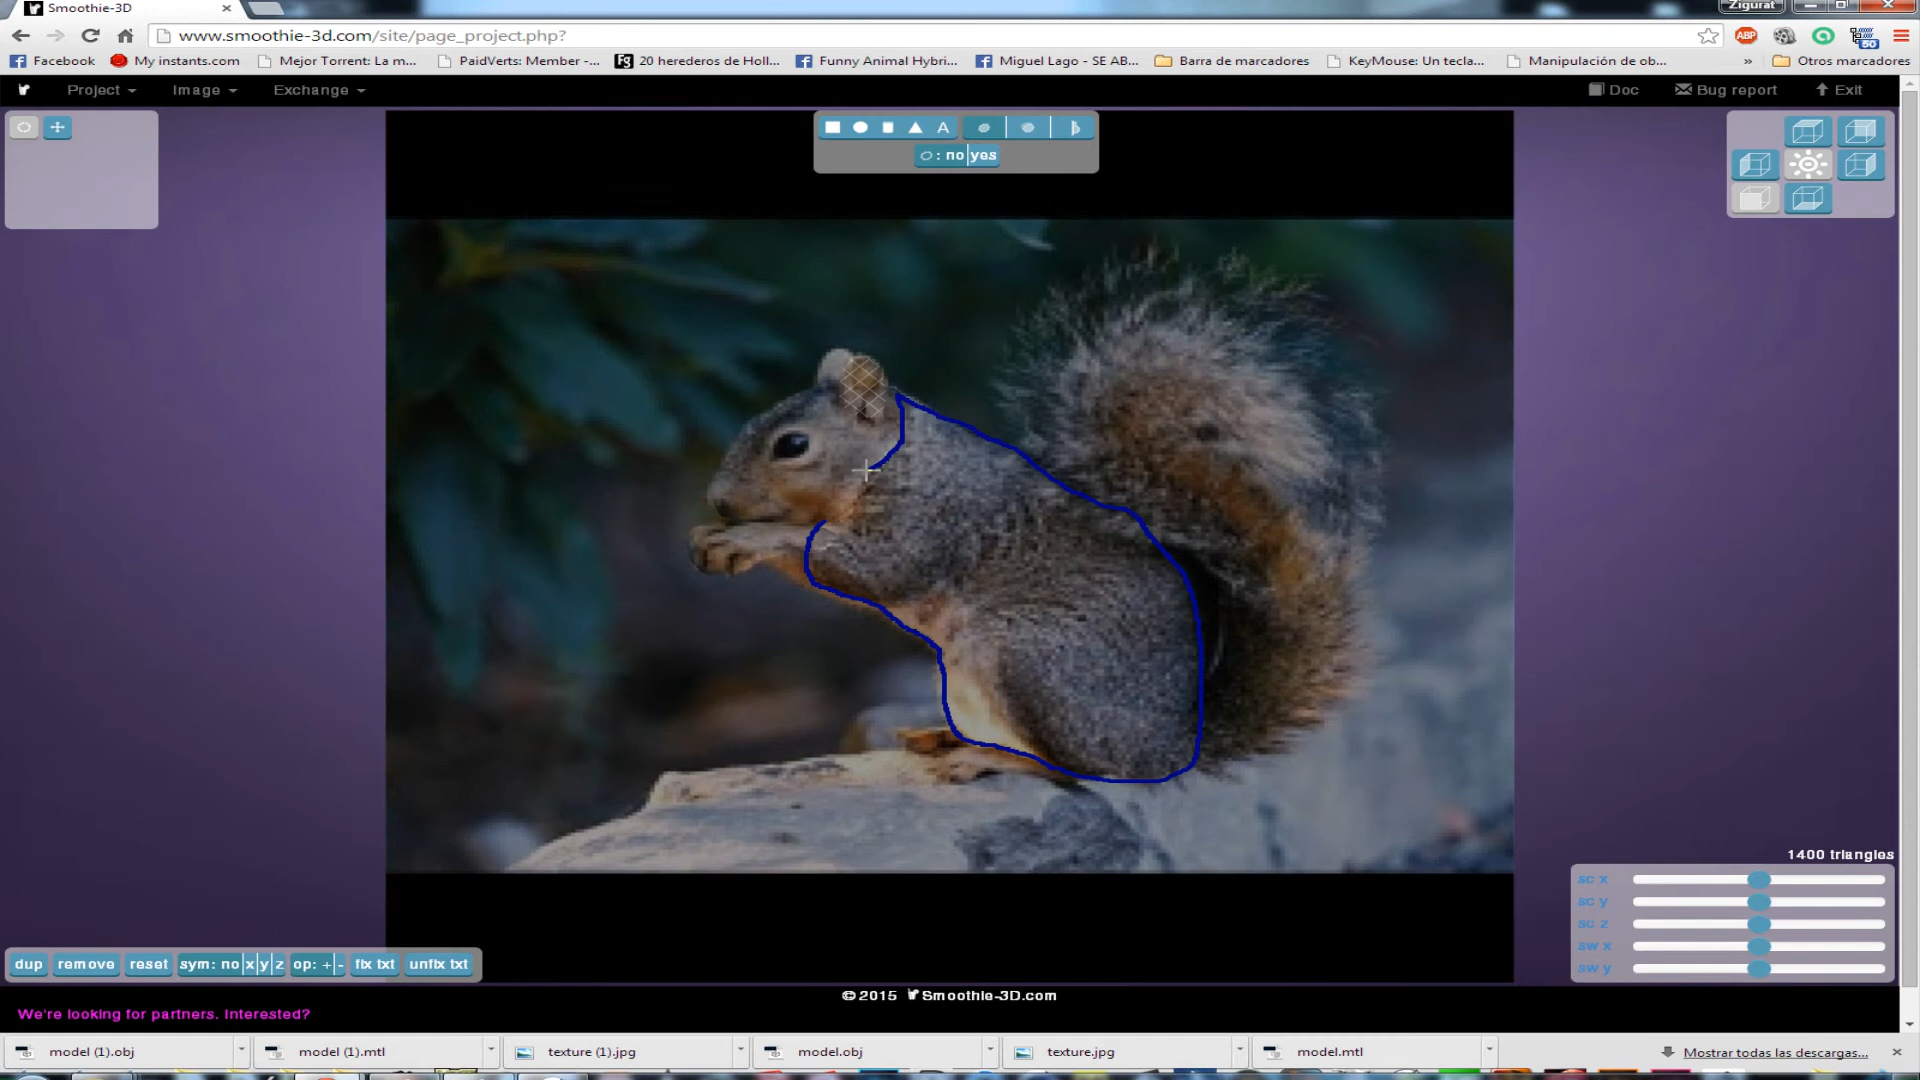 Smoothie-3D
Zigurat
www.smoothie-3d.com/site/page_project.php?
ABP
50
Facebook
My instants.com
Mejor Torrent: La m...
PaidVerts: Member -...
Fg 20 herederos de Holl...
Funny Animal Hybri...
Miguel Lago - SE AB...
Barra de marcadores
KeyMouse: Un tecla...
Manipulación de ob...
»
Otros marcadores
Project
Image
Exchange
Doc
Bug report
Exit
A
: no|yes
1400 triangles
sc x
sc y
sc z
sw x
sw y
dup
remove
reset
sym: no|x|y|z
op: +|-
fix txt
unfix txt
© 2015 Smoothie-3D.com
We're looking for partners. Interested?
model (1).obj
model (1).mtl
texture (1).jpg
model.obj
texture.jpg
model.mtl
Mostrar todas las descargas...